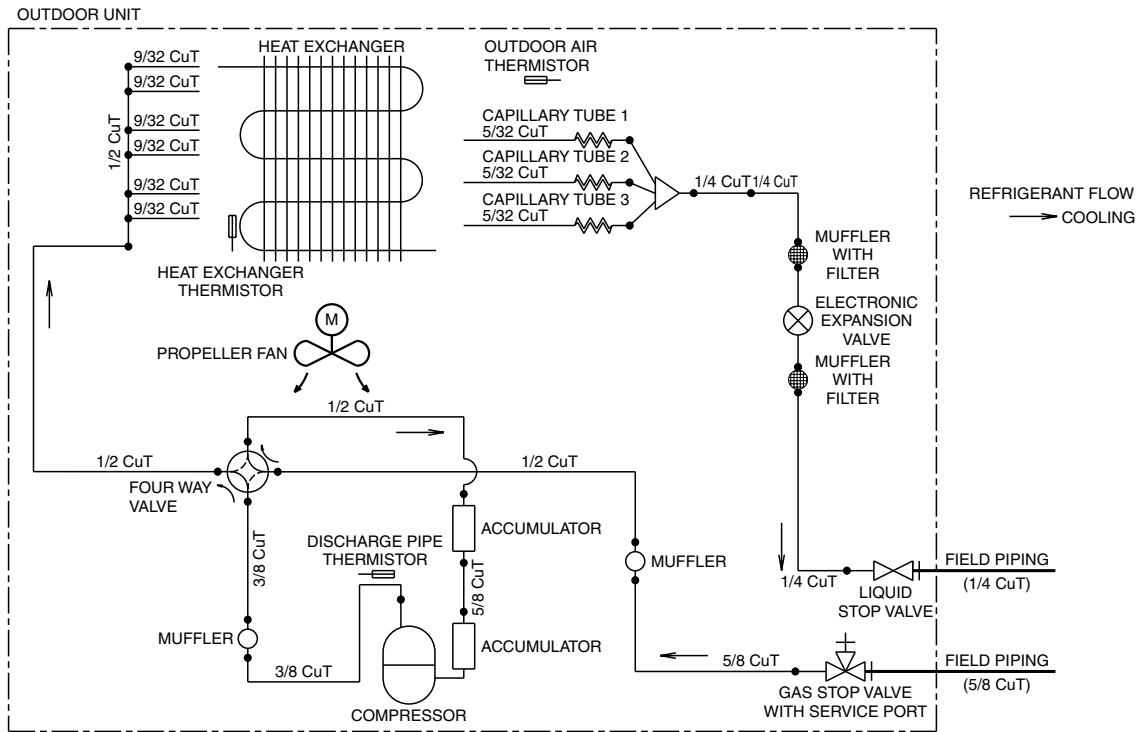 OUTDOOR UNIT
9/32 CuT
9/32 CuT
9/32 CuT
9/32 CuT
9/32 CuT
9/32 CuT
1/2 CuT
HEAT EXCHANGER
HEAT EXCHANGER
THERMISTOR
OUTDOOR AIR
THERMISTOR
CAPILLARY TUBE 1
5/32 CuT
CAPILLARY TUBE 2
5/32 CuT
CAPILLARY TUBE 3
5/32 CuT
1/4 CuT
1/4 CuT
REFRIGERANT FLOW
COOLING
MUFFLER
WITH
FILTER
ELECTRONIC
EXPANSION
VALVE
MUFFLER
WITH
FILTER
M
PROPELLER FAN
1/2 CuT
1/2 CuT
1/2 CuT
FOUR WAY
VALVE
3/8 CuT
DISCHARGE PIPE
THERMISTOR
ACCUMULATOR
5/8 CuT
ACCUMULATOR
MUFFLER
MUFFLER
3/8 CuT
COMPRESSOR
1/4 CuT
LIQUID
STOP VALVE
FIELD PIPING
(1/4 CuT)
5/8 CuT
GAS STOP VALVE
WITH SERVICE PORT
FIELD PIPING
(5/8 CuT)